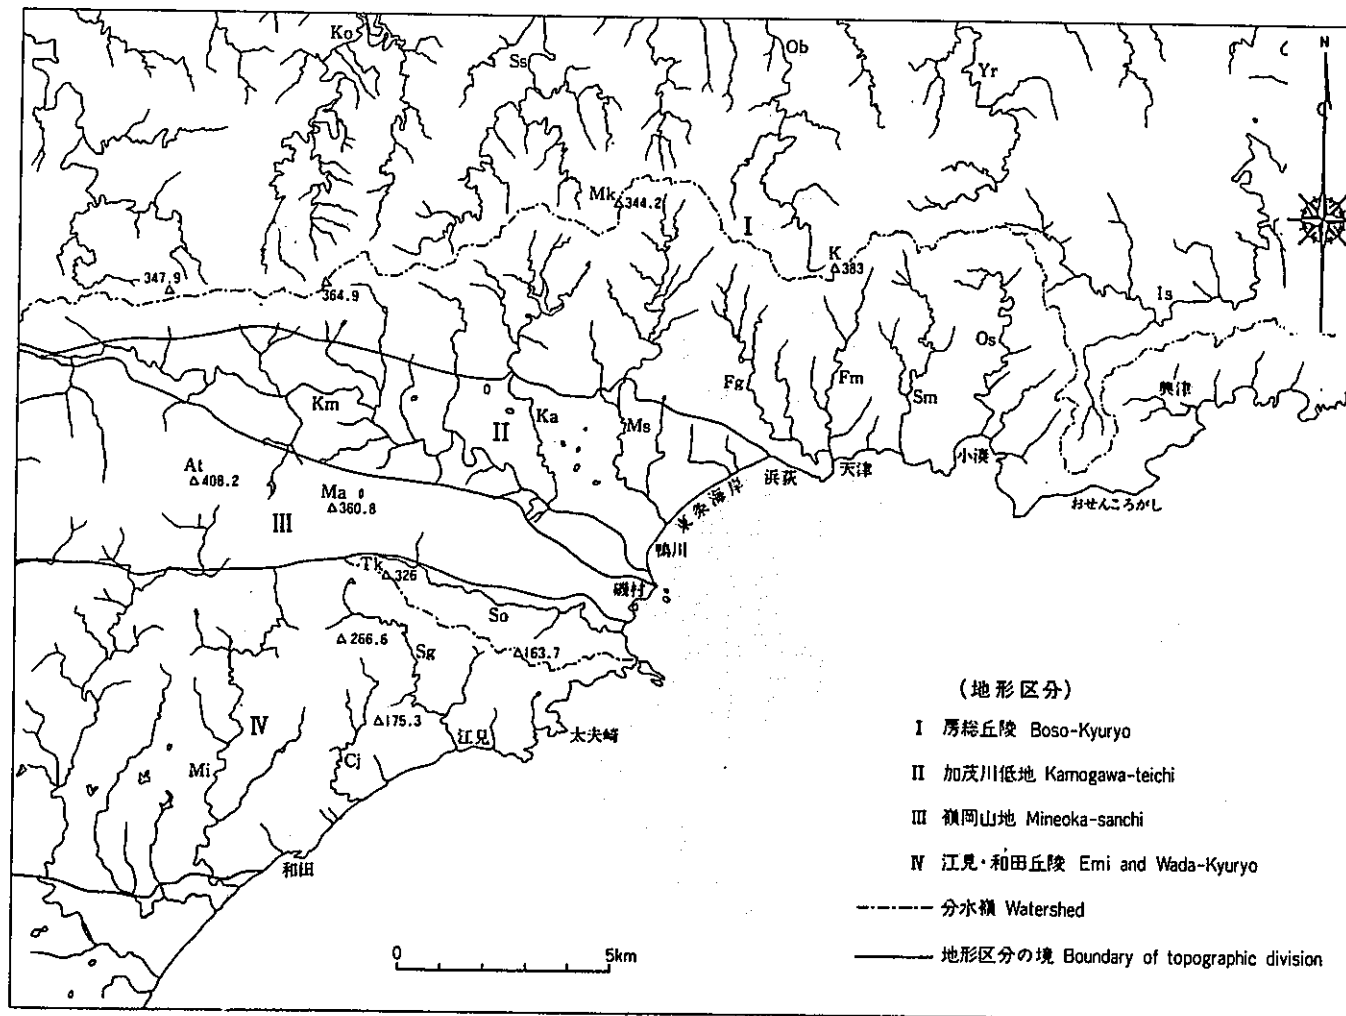 N
Ko
Ss
Ob
Yr
Mk
344.2
I
K
383
347.9
364.9
Is
Os
興津
Fg
Fm
Sm
Km
II
Ka
Ms
天津
小湊
浜荻
おせんころがし
東条海岸
At
408.2
Ma
360.8
III
鴨川
磯村
Tk
326
So
266.6
Sg
163.7
IV
175.3
江見
太夫崎
Mi
Cj
和田
0
5km
(地形区分)
I 房総丘陵 Boso-Kyuryo
II 加茂川低地 Kamogawa-teichi
III 嶺岡山地 Mineoka-sanchi
IV 江見・和田丘陵 Emi and Wada-Kyuryo
分水嶺 Watershed
地形区分の境 Boundary of topographic division